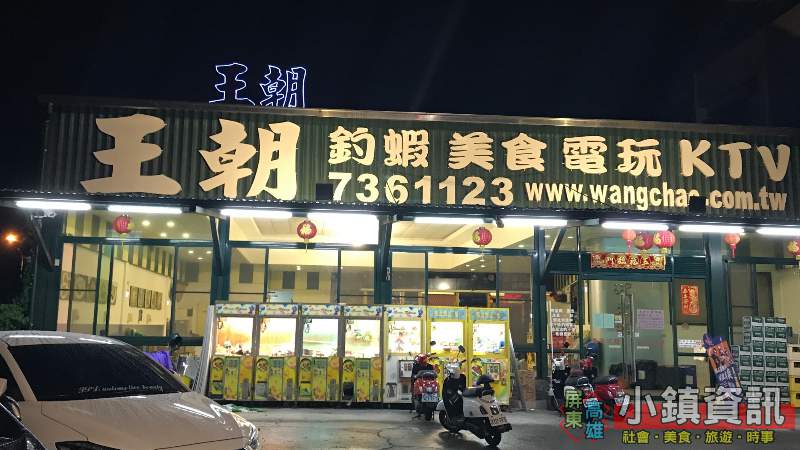 王朝
王朝 釣蝦 美食 電玩 KTV
7361123 www.wangchao.com.tw
屏東 高雄 小鎮資訊
社會・美食・旅遊・時事